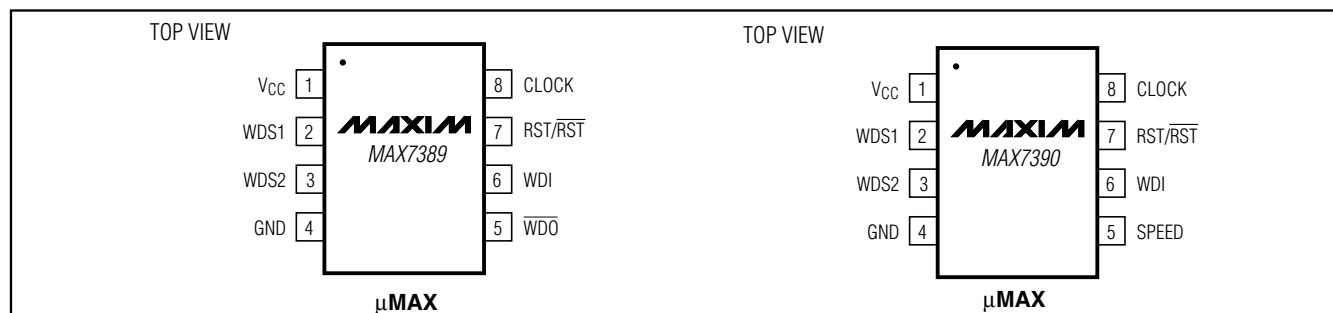 TOP VIEW
VCC 1
8 CLOCK
WDS1 2
MAXIM
7 RST/RST
MAX7389
WDS2 3
6 WDI
GND 4
5 WDO
µMAX
TOP VIEW
VCC 1
8 CLOCK
WDS1 2
MAXIM
7 RST/RST
MAX7390
WDS2 3
6 WDI
GND 4
5 SPEED
µMAX